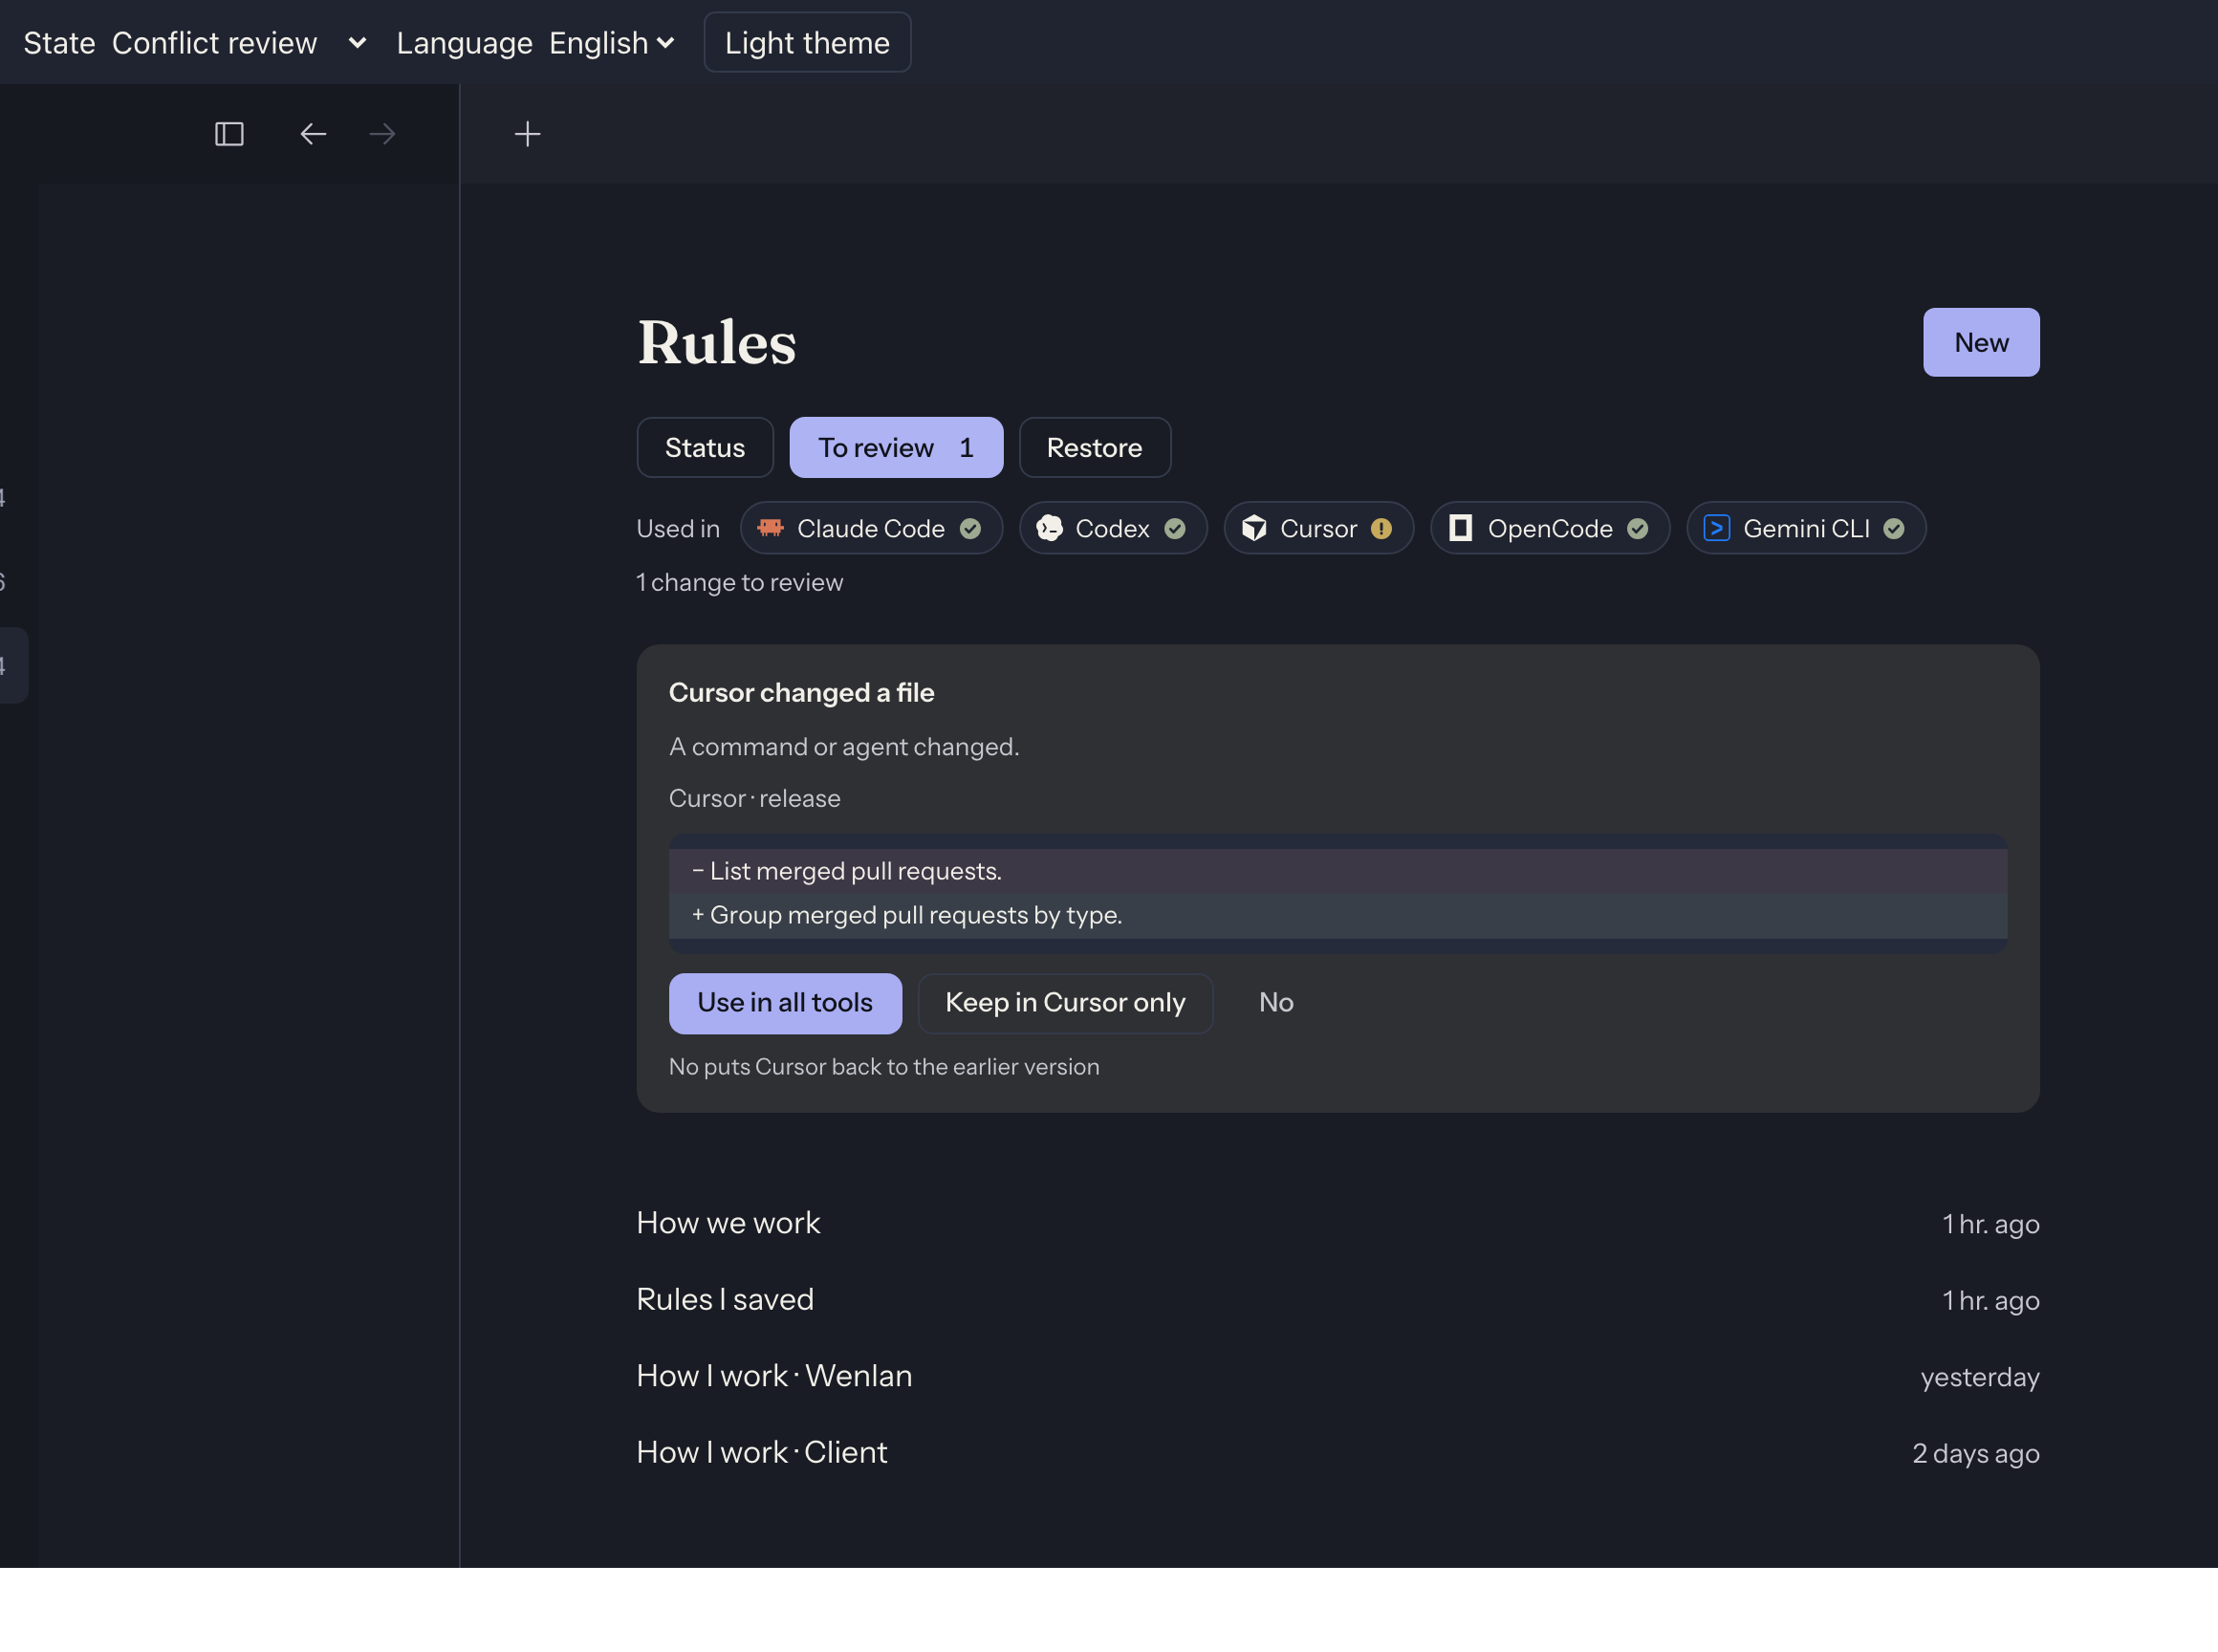 State Conflict review Language English Light theme
Rules New
Status To review 1 Restore
Used in Claude Code Codex Cursor OpenCode Gemini CLI
1 change to review
Cursor changed a file
A command or agent changed.
Cursor · release
− List merged pull requests.
+ Group merged pull requests by type.
Use in all tools Keep in Cursor only No
No puts Cursor back to the earlier version
How we work 1 hr. ago
Rules I saved 1 hr. ago
How I work · Wenlan yesterday
How I work · Client 2 days ago